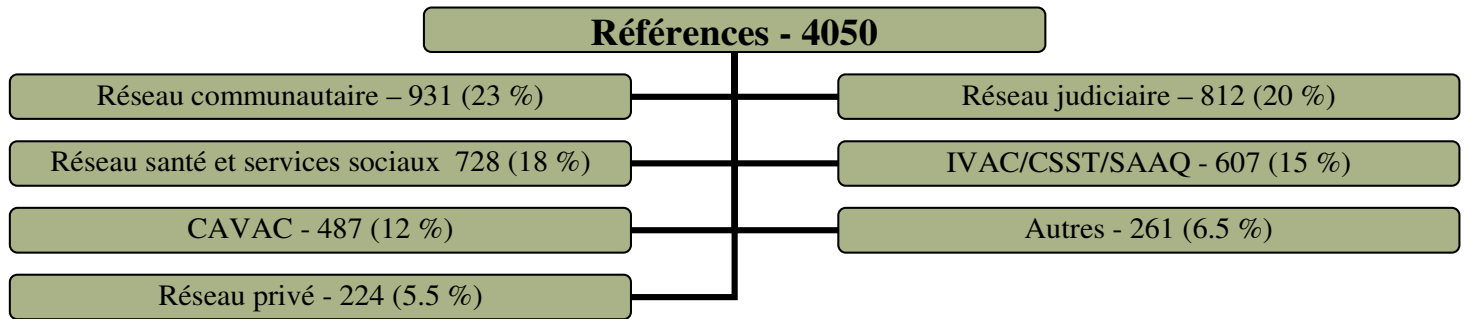 Références - 4050
Réseau communautaire – 931 (23 %)
Réseau judiciaire – 812 (20 %)
Réseau santé et services sociaux 728 (18 %)
IVAC/CSST/SAAQ - 607 (15 %)
CAVAC - 487 (12 %)
Autres - 261 (6.5 %)
Réseau privé - 224 (5.5 %)